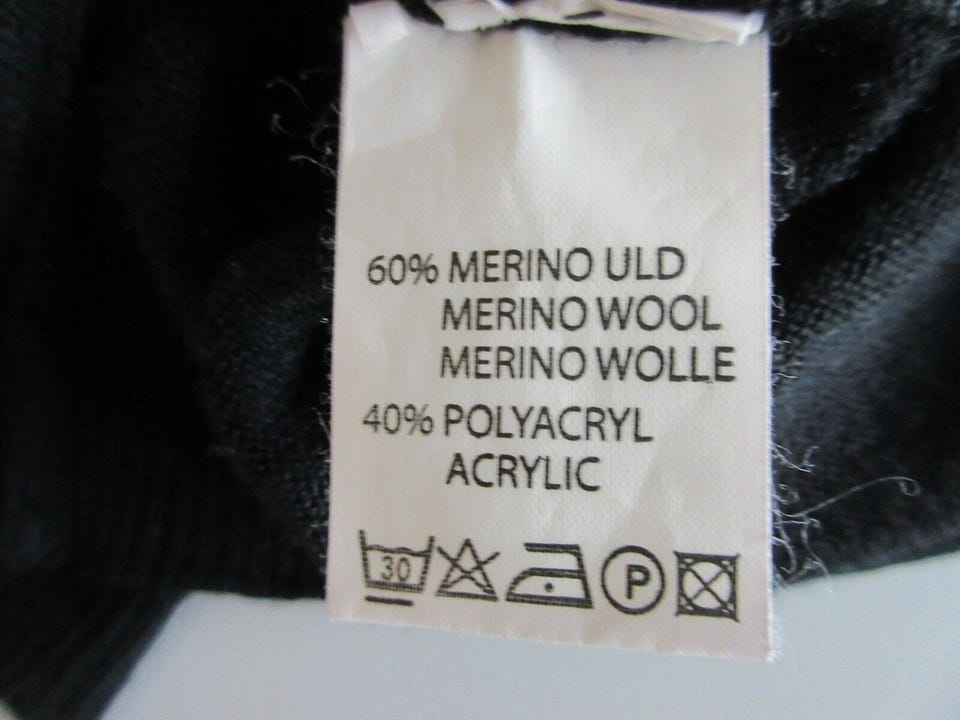 60% MERINO ULD
MERINO WOOL
MERINO WOLLE
40% POLYACRYL
ACRYLIC
30 P